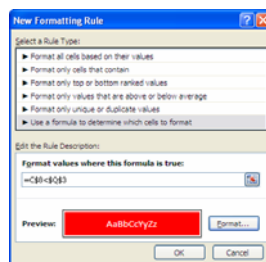 New Formatting Rule
Select a Rule Type:
► Format all cells based on their values
► Format only cells that contain
► Format only top or bottom ranked values
► Format only values that are above or below average
► Format only unique or duplicate values
► Use a formula to determine which cells to format
Edit the Rule Description:
Format values where this formula is true:
=C$8<$Q$3
Preview:
AaBbCcYyZz
Format...
OK
Cancel